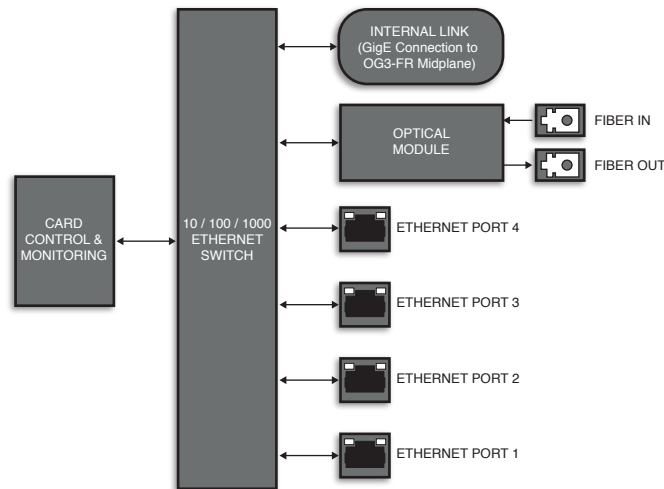 INTERNAL LINK
(GigE Connection to
OG3-FR Midplane)
OPTICAL
MODULE
FIBER IN
FIBER OUT
CARD
CONTROL &
MONITORING
10 / 100 / 1000
ETHERNET
SWITCH
ETHERNET PORT 4
ETHERNET PORT 3
ETHERNET PORT 2
ETHERNET PORT 1